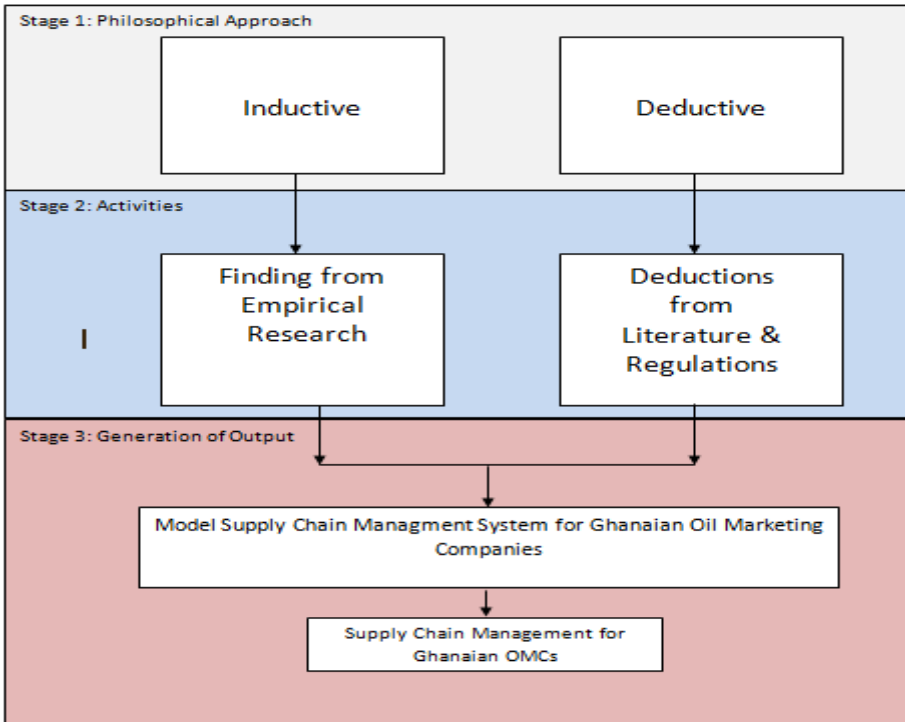 Stage 1: Philosophical Approach
Inductive
Deductive
Stage 2: Activities
Finding from
Empirical
Research
Deductions
from
Literature &
Regulations
I
Stage 3: Generation of Output
Model Supply Chain Managment System for Ghanaian Oil Marketing
Companies
Supply Chain Management for
Ghanaian OMCs